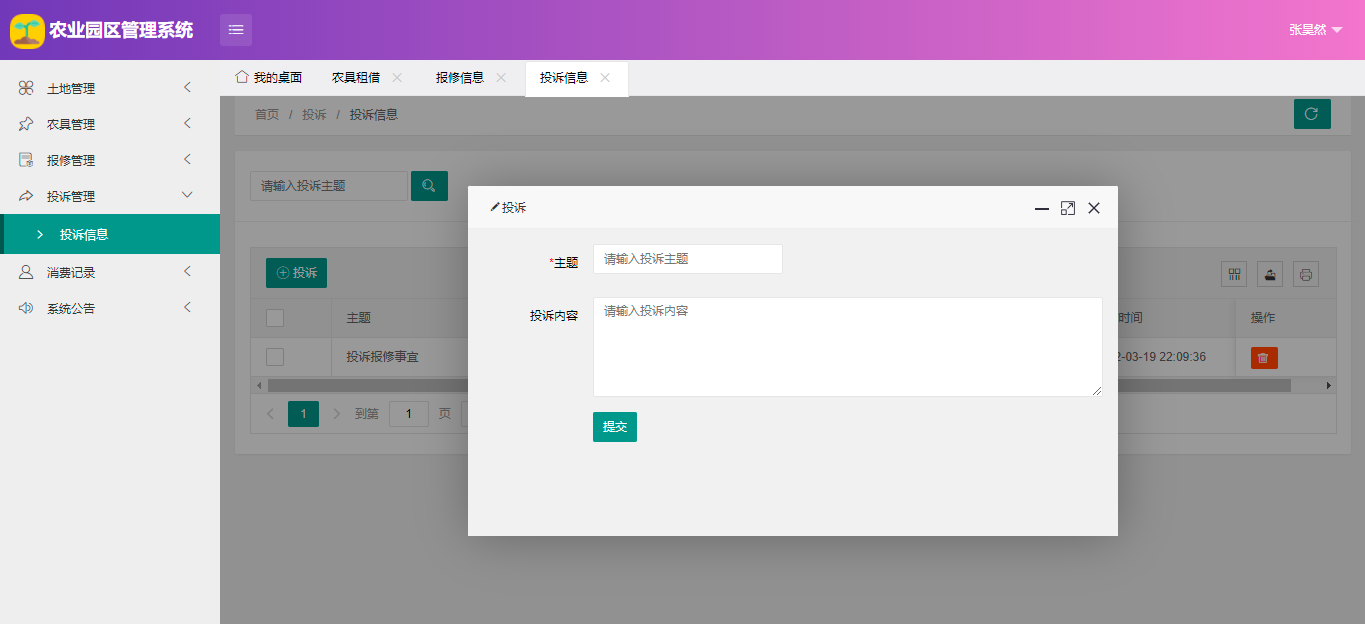 农业园区管理系统
张昊然
我的桌面
农具租借
报修信息
投诉信息
土地管理
农具管理
报修管理
投诉管理
投诉信息
消费记录
系统公告
首页 / 投诉 / 投诉信息
请输入投诉主题
投诉
主题
时间
操作
投诉报修事宜
2-03-19 22:09:36
1
到第 1 页
投诉
*主题
请输入投诉主题
投诉内容
请输入投诉内容
提交